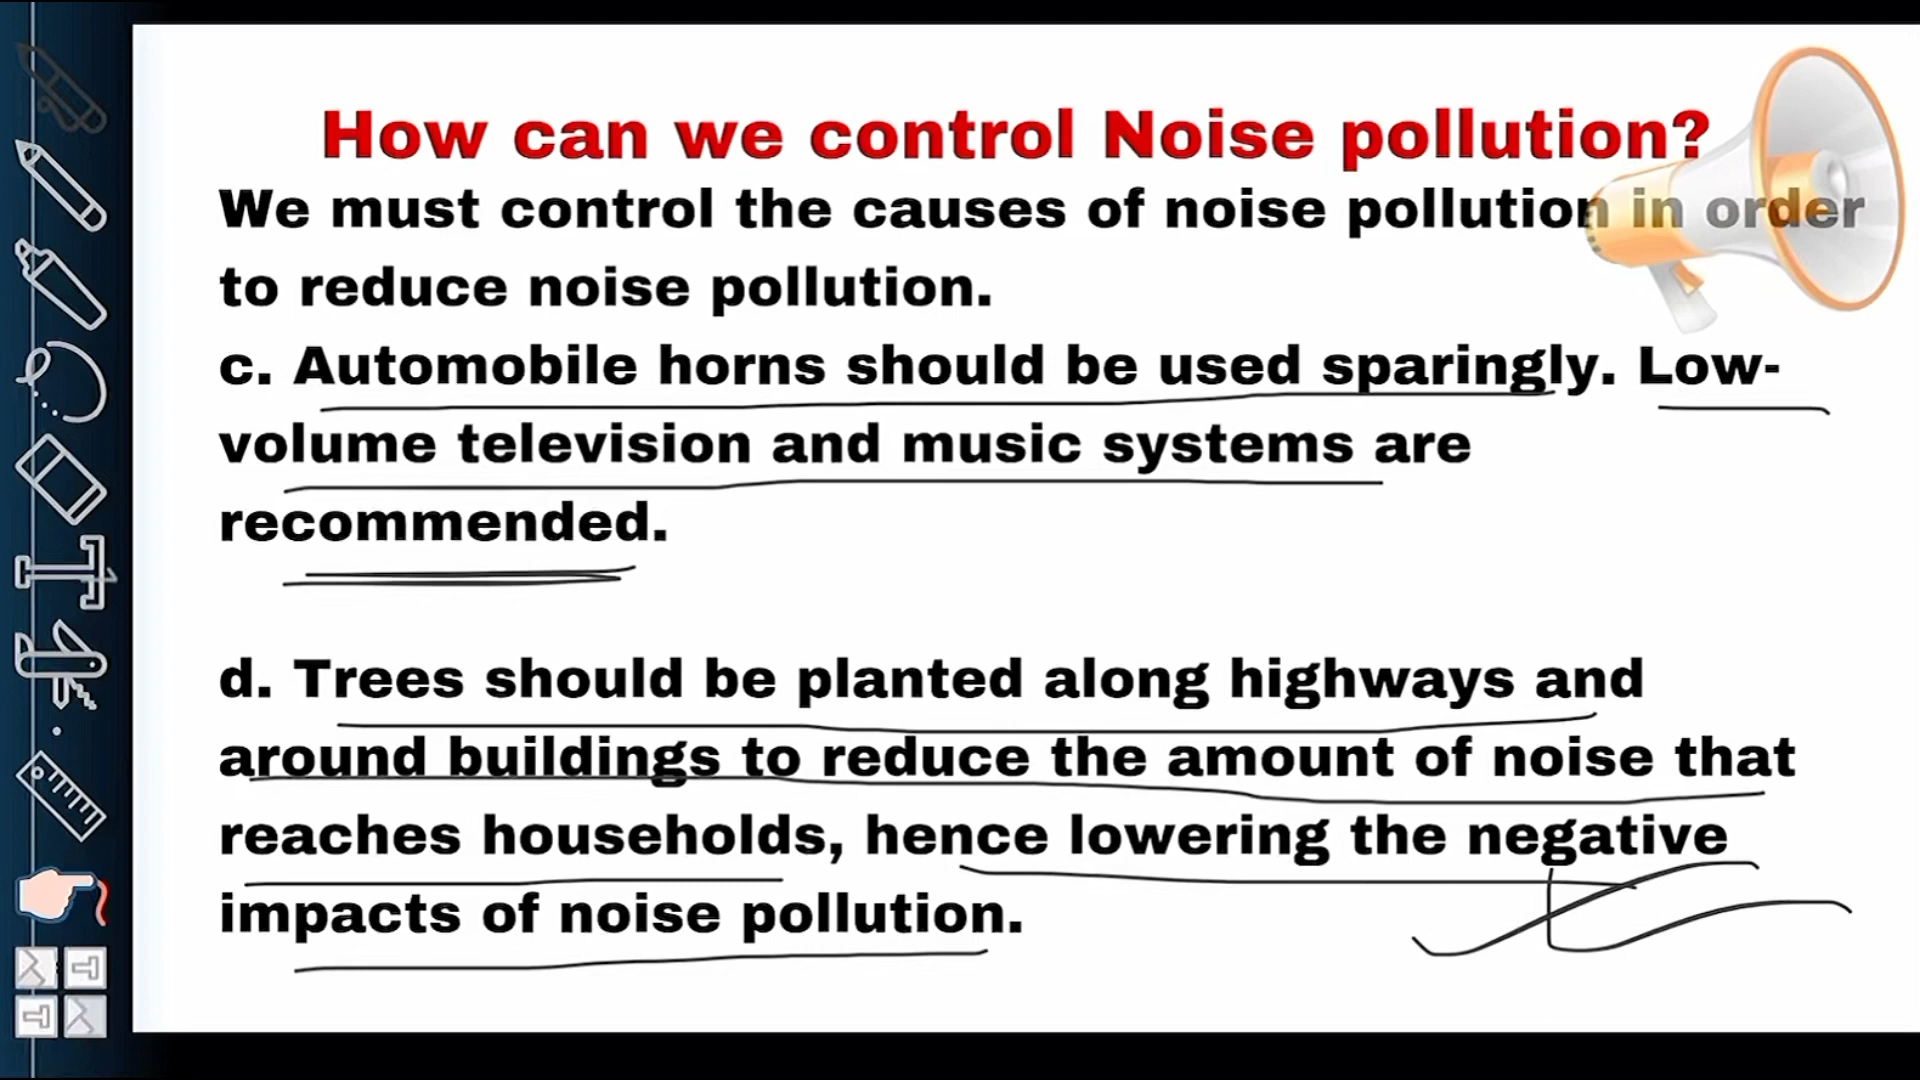 How can we control Noise pollution?
We must control the causes of noise pollution in order
to reduce noise pollution.
c. Automobile horns should be used sparingly. Low-
volume television and music systems are
recommended.
d. Trees should be planted along highways and
around buildings to reduce the amount of noise that
reaches households, hence lowering the negative
impacts of noise pollution.